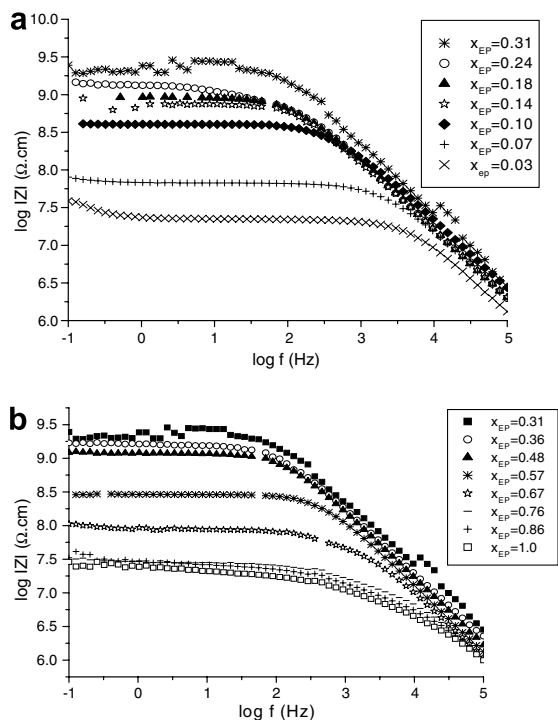 a
log |Z| (Ω.cm)
9.5
9.0
8.5
8.0
7.5
7.0
6.5
6.0
-1 0 1 2 3 4 5
log f (Hz)
x_EP=0.31
x_EP=0.24
x_EP=0.18
x_EP=0.14
x_EP=0.10
x_EP=0.07
x_ep=0.03
b
log |Z| (Ω.cm)
9.5
9.0
8.5
8.0
7.5
7.0
6.5
6.0
-1 0 1 2 3 4 5
log f (Hz)
x_EP=0.31
x_EP=0.36
x_EP=0.48
x_EP=0.57
x_EP=0.67
x_EP=0.76
x_EP=0.86
x_EP=1.0